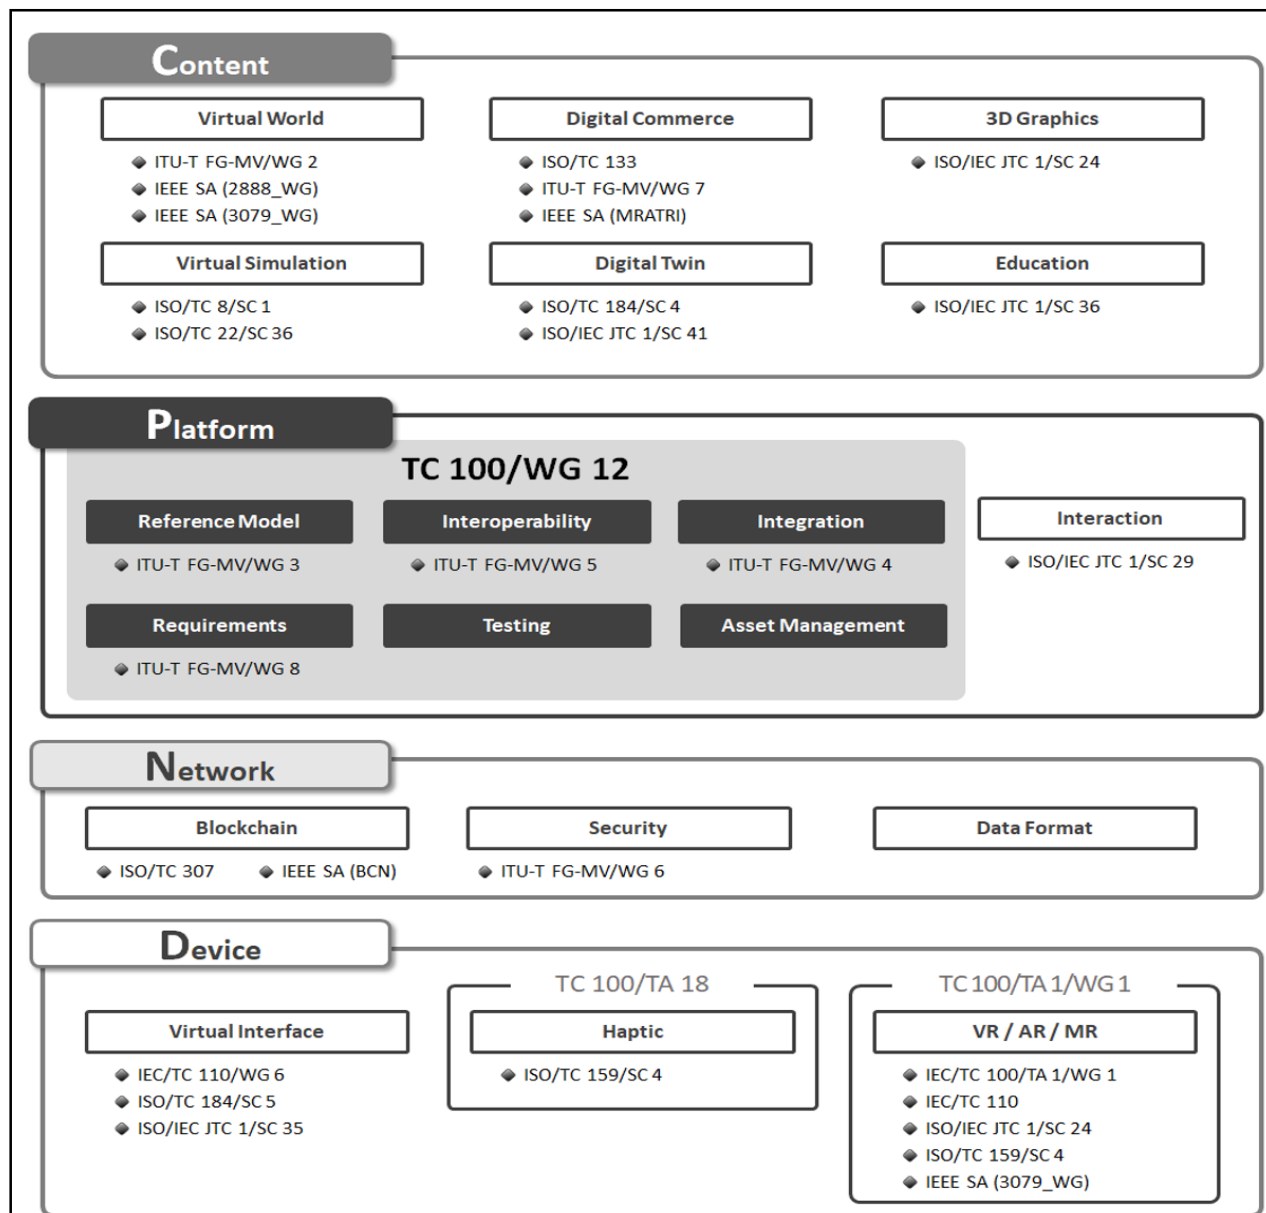 Content
Virtual World
ITU-T FG-MV/WG 2
IEEE SA (2888_WG)
IEEE SA (3079_WG)
Digital Commerce
ISO/TC 133
ITU-T FG-MV/WG 7
IEEE SA (MRATRI)
3D Graphics
ISO/IEC JTC 1/SC 24
Virtual Simulation
ISO/TC 8/SC 1
ISO/TC 22/SC 36
Digital Twin
ISO/TC 184/SC 4
ISO/IEC JTC 1/SC 41
Education
ISO/IEC JTC 1/SC 36
Platform
TC 100/WG 12
Reference Model
ITU-T FG-MV/WG 3
Interoperability
ITU-T FG-MV/WG 5
Integration
ITU-T FG-MV/WG 4
Interaction
ISO/IEC JTC 1/SC 29
Requirements
ITU-T FG-MV/WG 8
Testing
Asset Management
Network
Blockchain
ISO/TC 307
IEEE SA (BCN)
Security
ITU-T FG-MV/WG 6
Data Format
Device
Virtual Interface
IEC/TC 110/WG 6
ISO/TC 184/SC 5
ISO/IEC JTC 1/SC 35
TC 100/TA 18
Haptic
ISO/TC 159/SC 4
TC 100/TA 1/WG 1
VR / AR / MR
IEC/TC 100/TA 1/WG 1
IEC/TC 110
ISO/IEC JTC 1/SC 24
ISO/TC 159/SC 4
IEEE SA (3079_WG)